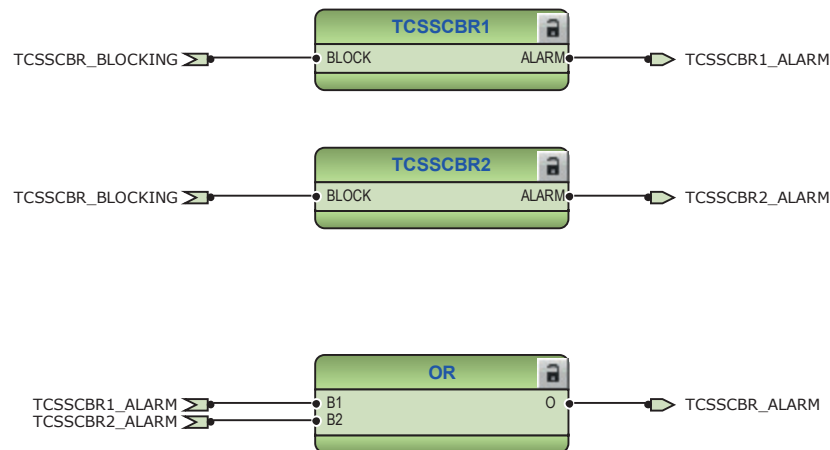 TCSSCBR1
TCSSCBR_BLOCKING BLOCK ALARM TCSSCBR1_ALARM
TCSSCBR2
TCSSCBR_BLOCKING BLOCK ALARM TCSSCBR2_ALARM
OR
TCSSCBR1_ALARM B1 O TCSSCBR_ALARM
TCSSCBR2_ALARM B2